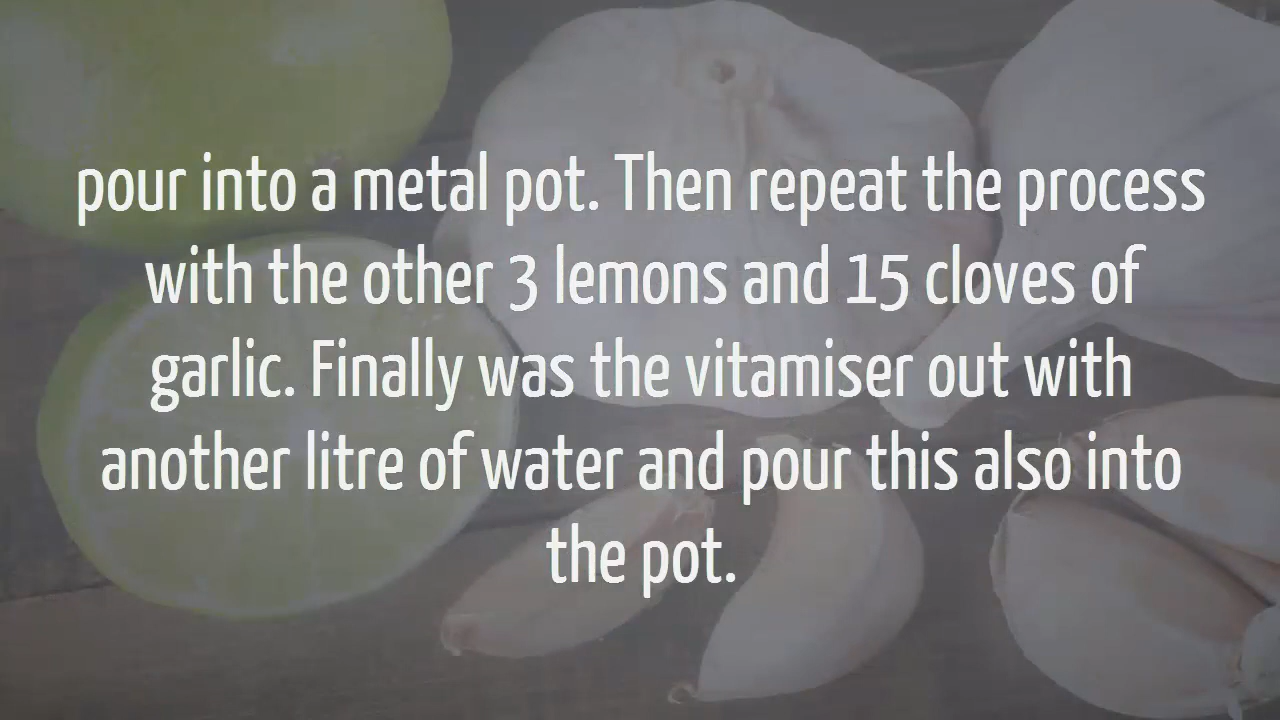 pour into a metal pot. Then repeat the process
with the other 3 lemons and 15 cloves of
garlic. Finally was the vitamiser out with
another litre of water and pour this also into
the pot.